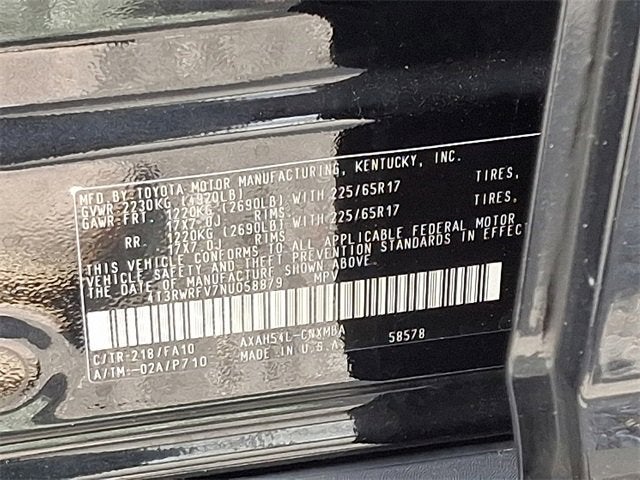 MFD.BY:TOYOTA MOTOR MANUFACTURING, KENTUCKY, INC.
GVWR 2230KG (4920LB)
GAWR-FRT. 1220KG (2690LB) WITH 225/65R17 TIRES,
17X7.0J RIMS
RR. 1220KG (2690LB) WITH 225/65R17 TIRES,
17X7.0J RIMS
THIS VEHICLE CONFORMS TO ALL APPLICABLE FEDERAL MOTOR
VEHICLE SAFETY AND THEFT PREVENTION STANDARDS IN EFFECT
THE DATE OF MANUFACTURE SHOWN ABOVE.
4T3RWRFV7NU058879 MPV
C/TR-218/FA10 AXAH54L-CNXMBA 58578
A/TM:-02A/P710 MADE IN U.S.A.